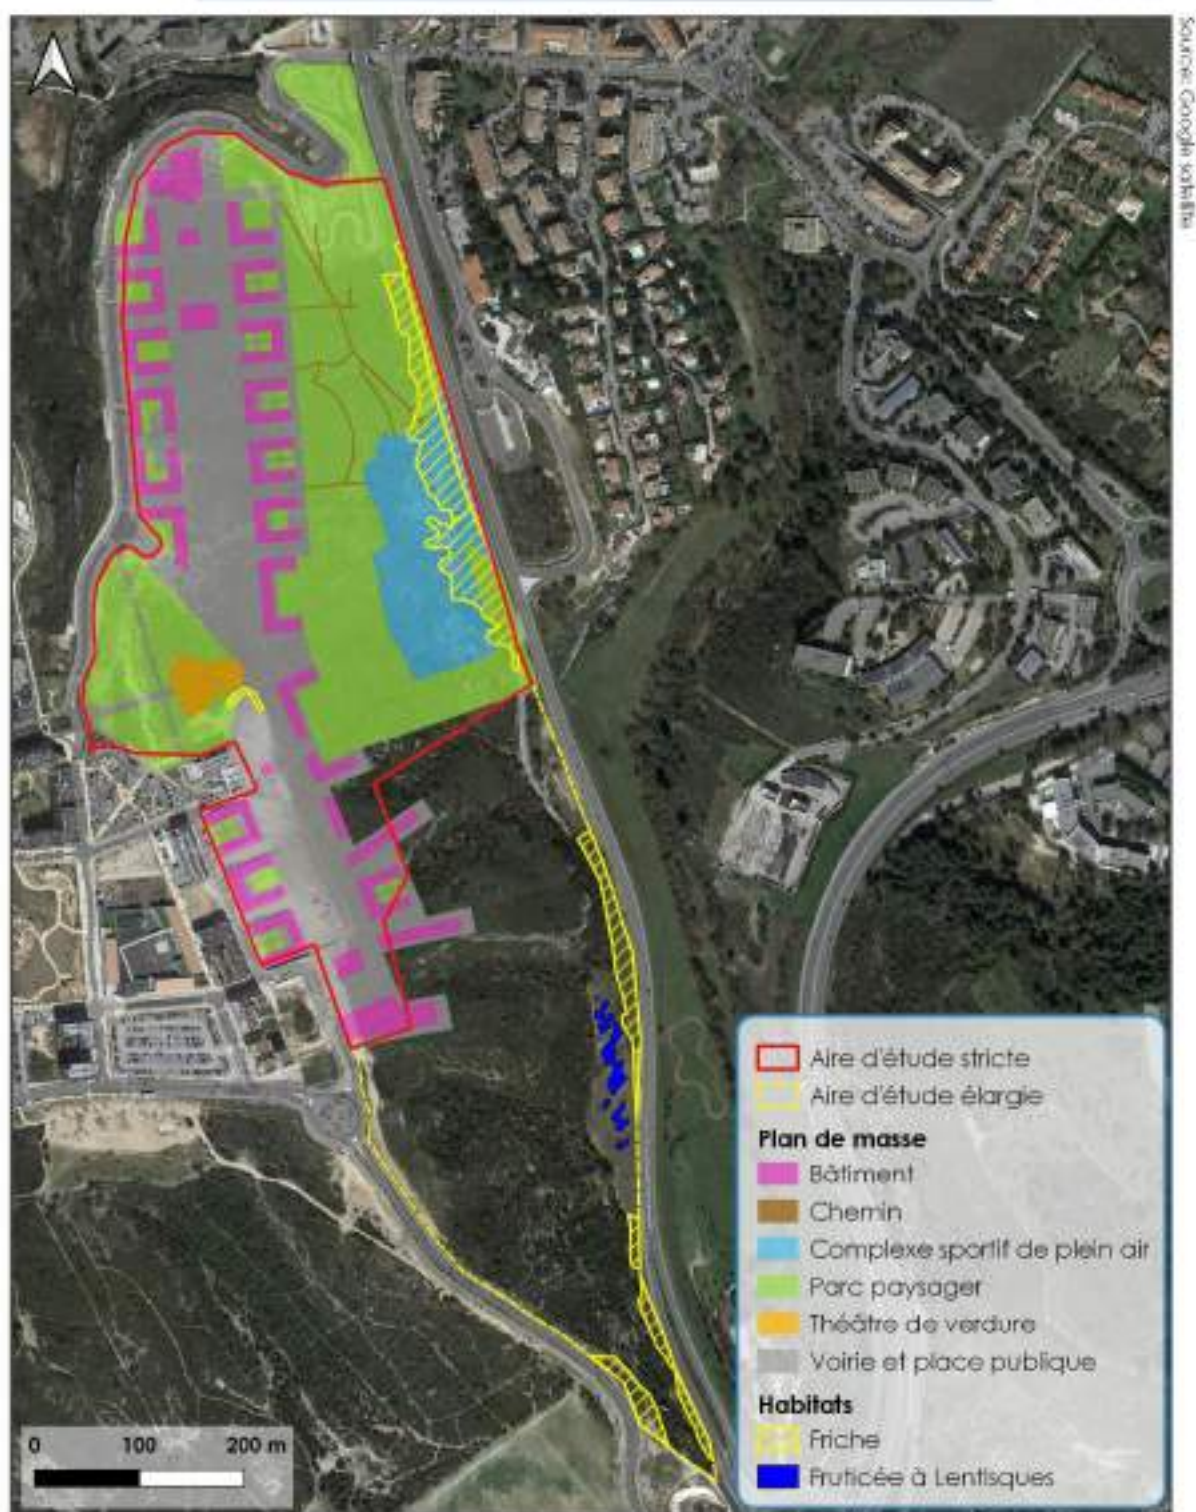 Source: Google satellite
Aire d'étude stricte
Aire d'étude élargie
Plan de masse
Bâtiment
Chemin
Complexe sportif de plein air
Parc paysager
Théâtre de verdure
Voirie et place publique
Habitats
Friche
Fruticée à Lentisques
0 100 200 m